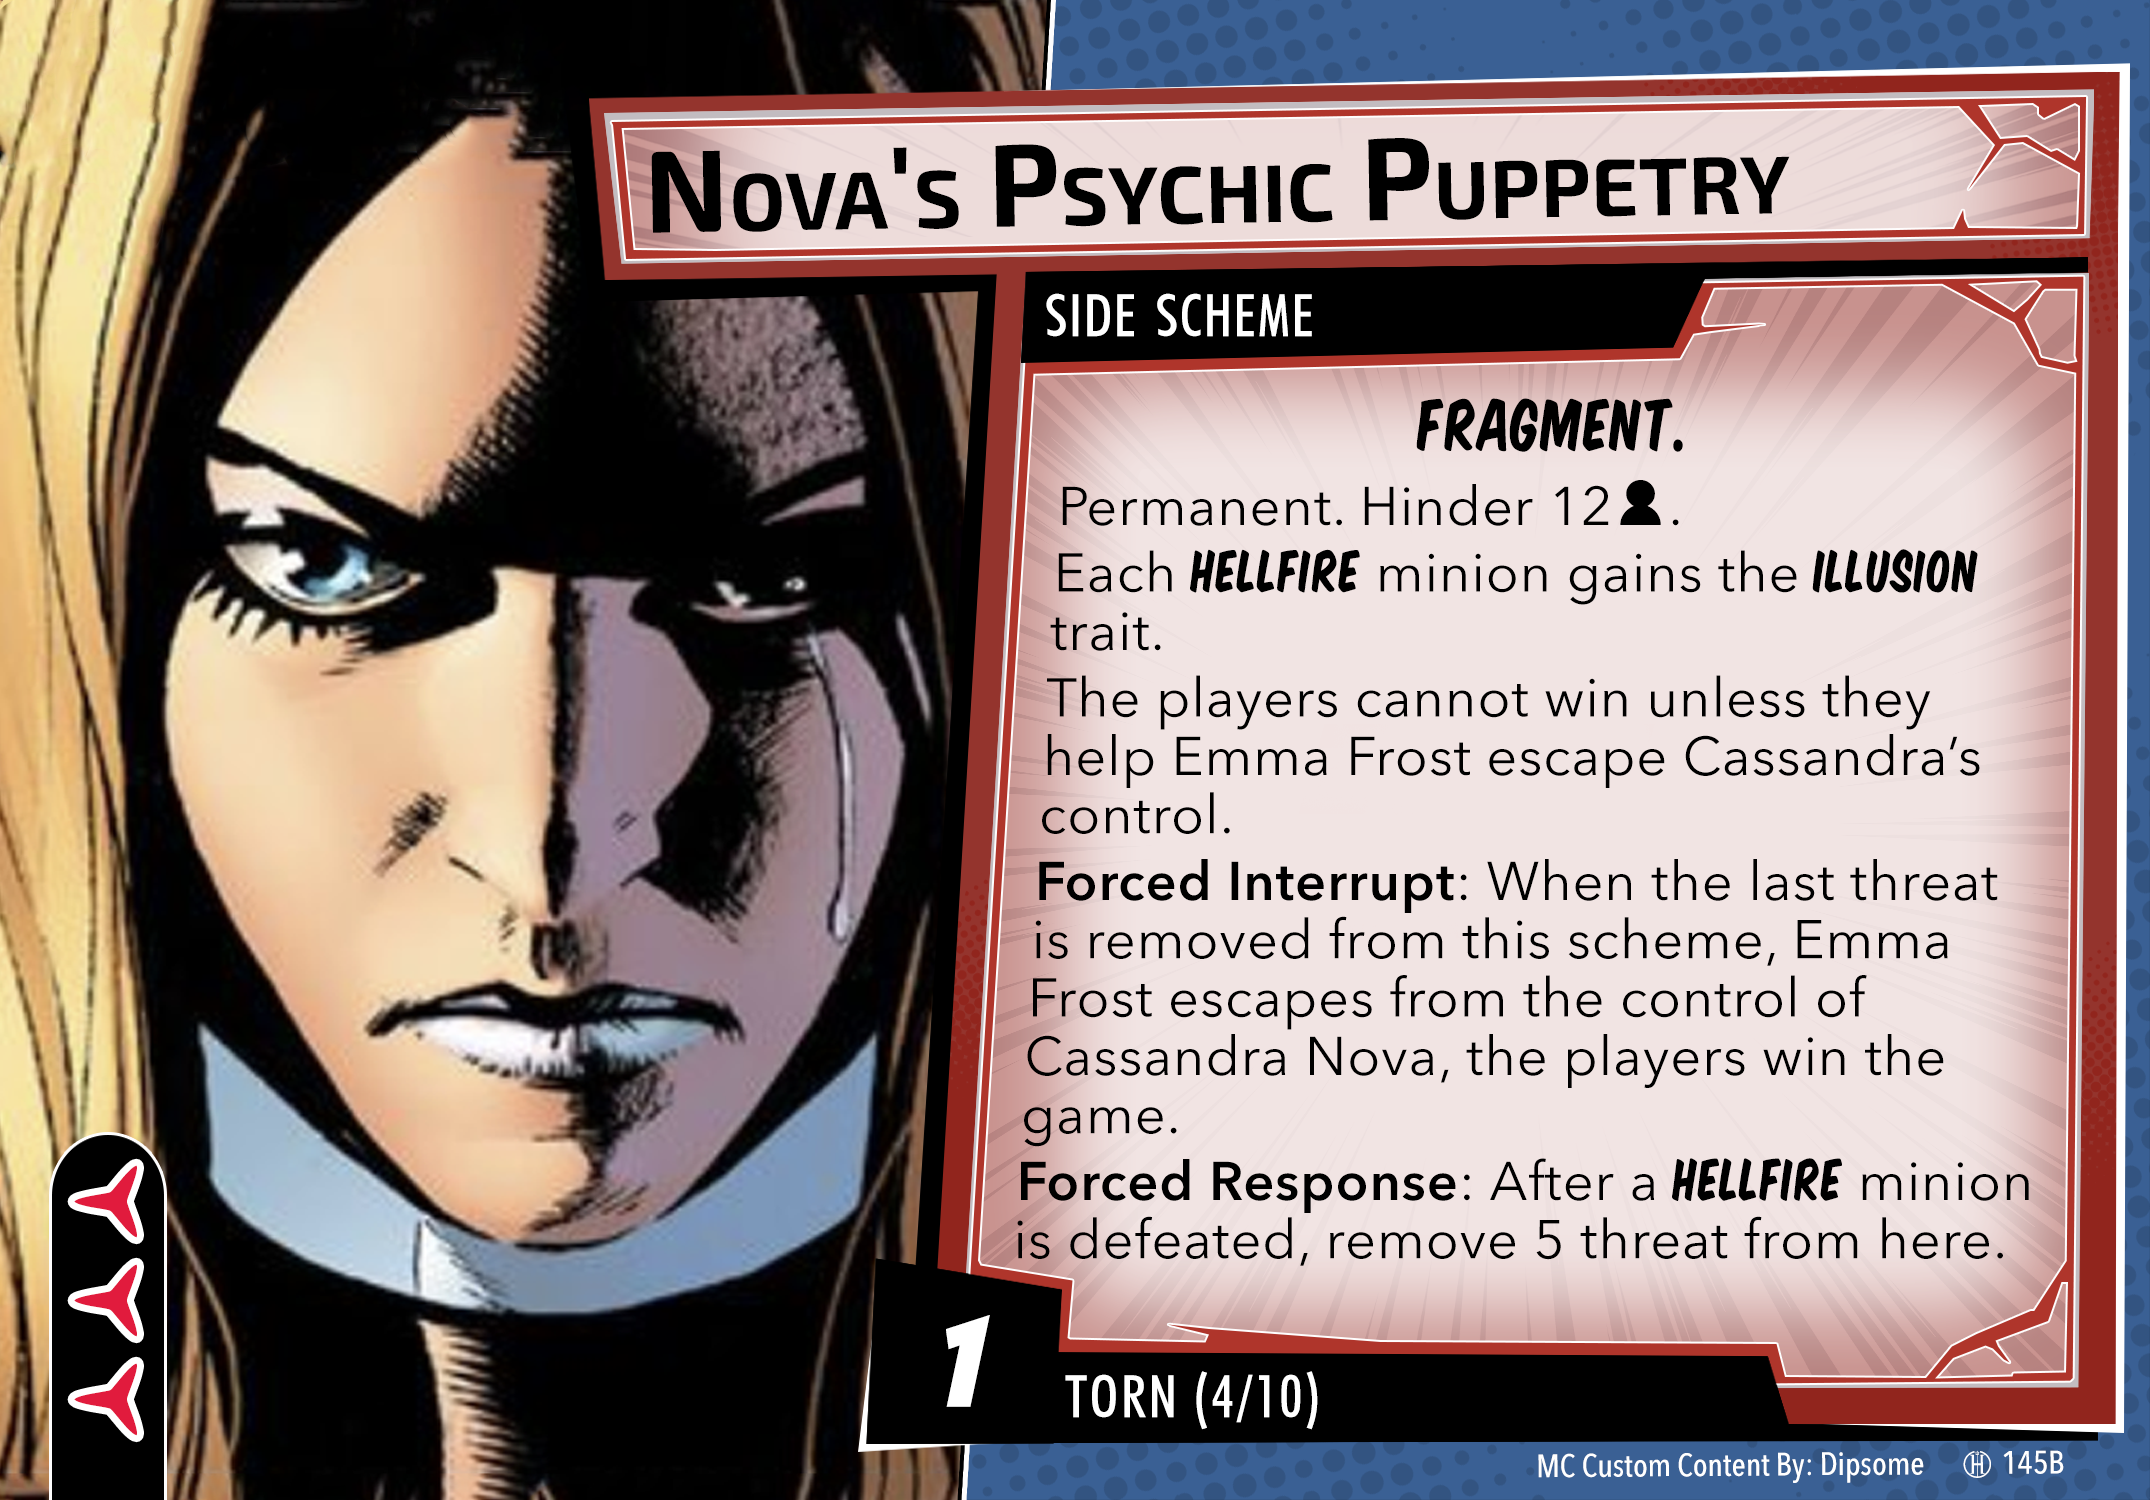 Nova's Psychic Puppetry
SIDE SCHEME
FRAGMENT.
Permanent. Hinder 12.
Each HELLFIRE minion gains the ILLUSION
trait.
The players cannot win unless they
help Emma Frost escape Cassandra’s
control.
Forced Interrupt: When the last threat
is removed from this scheme, Emma
Frost escapes from the control of
Cassandra Nova, the players win the
game.
Forced Response: After a HELLFIRE minion
is defeated, remove 5 threat from here.
1
TORN (4/10)
MC Custom Content By: Dipsome H 145B